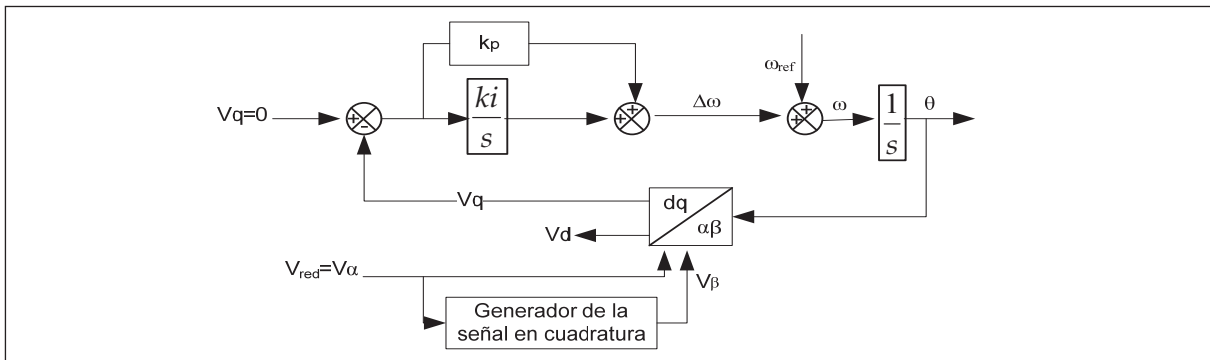 kp
ωref
Vq=0
ki
s
Δω
ω
1
s
θ
Vq
dq
αβ
Vd
Vred=Vα
Vβ
Generador de la
señal en cuadratura